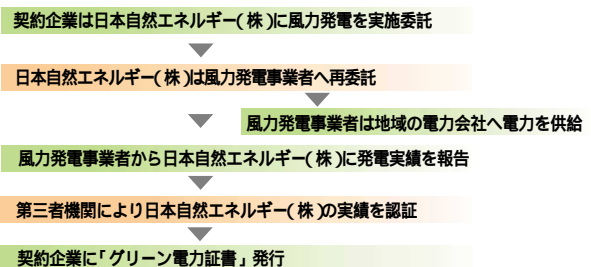 契約企業は日本自然エネルギー(株)に風力発電を実施委託
日本自然エネルギー(株)は風力発電事業者へ再委託
風力発電事業者は地域の電力会社へ電力を供給
風力発電事業者から日本自然エネルギー(株)に発電実績を報告
第三者機関により日本自然エネルギー(株)の実績を認証
契約企業に「グリーン電力証書」発行